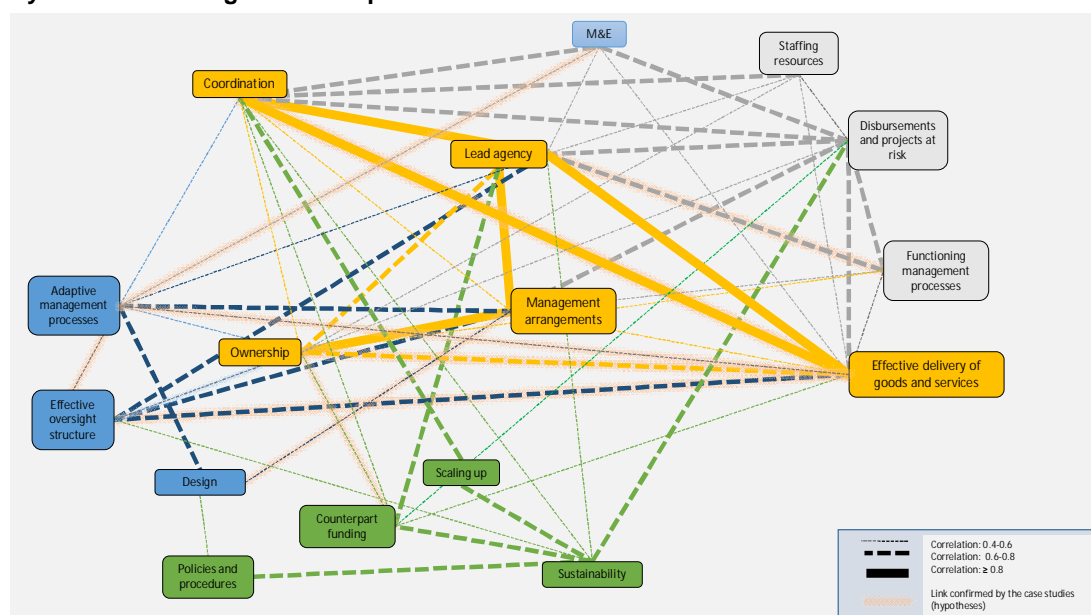 M&E
Staffing
resources
Coordination
Disbursements
and projects at
risk
Lead agency
Functioning
management
processes
Adaptive
management
processes
Management
arrangements
Ownership
Effective delivery of
goods and services
Effective
oversight
structure
Scaling up
Design
Counterpart
funding
Policies and
procedures
Sustainability
Correlation: 0.4-0.6
Correlation: 0.6-0.8
Correlation: ≥ 0.8
Link confirmed by the case studies
(hypotheses)